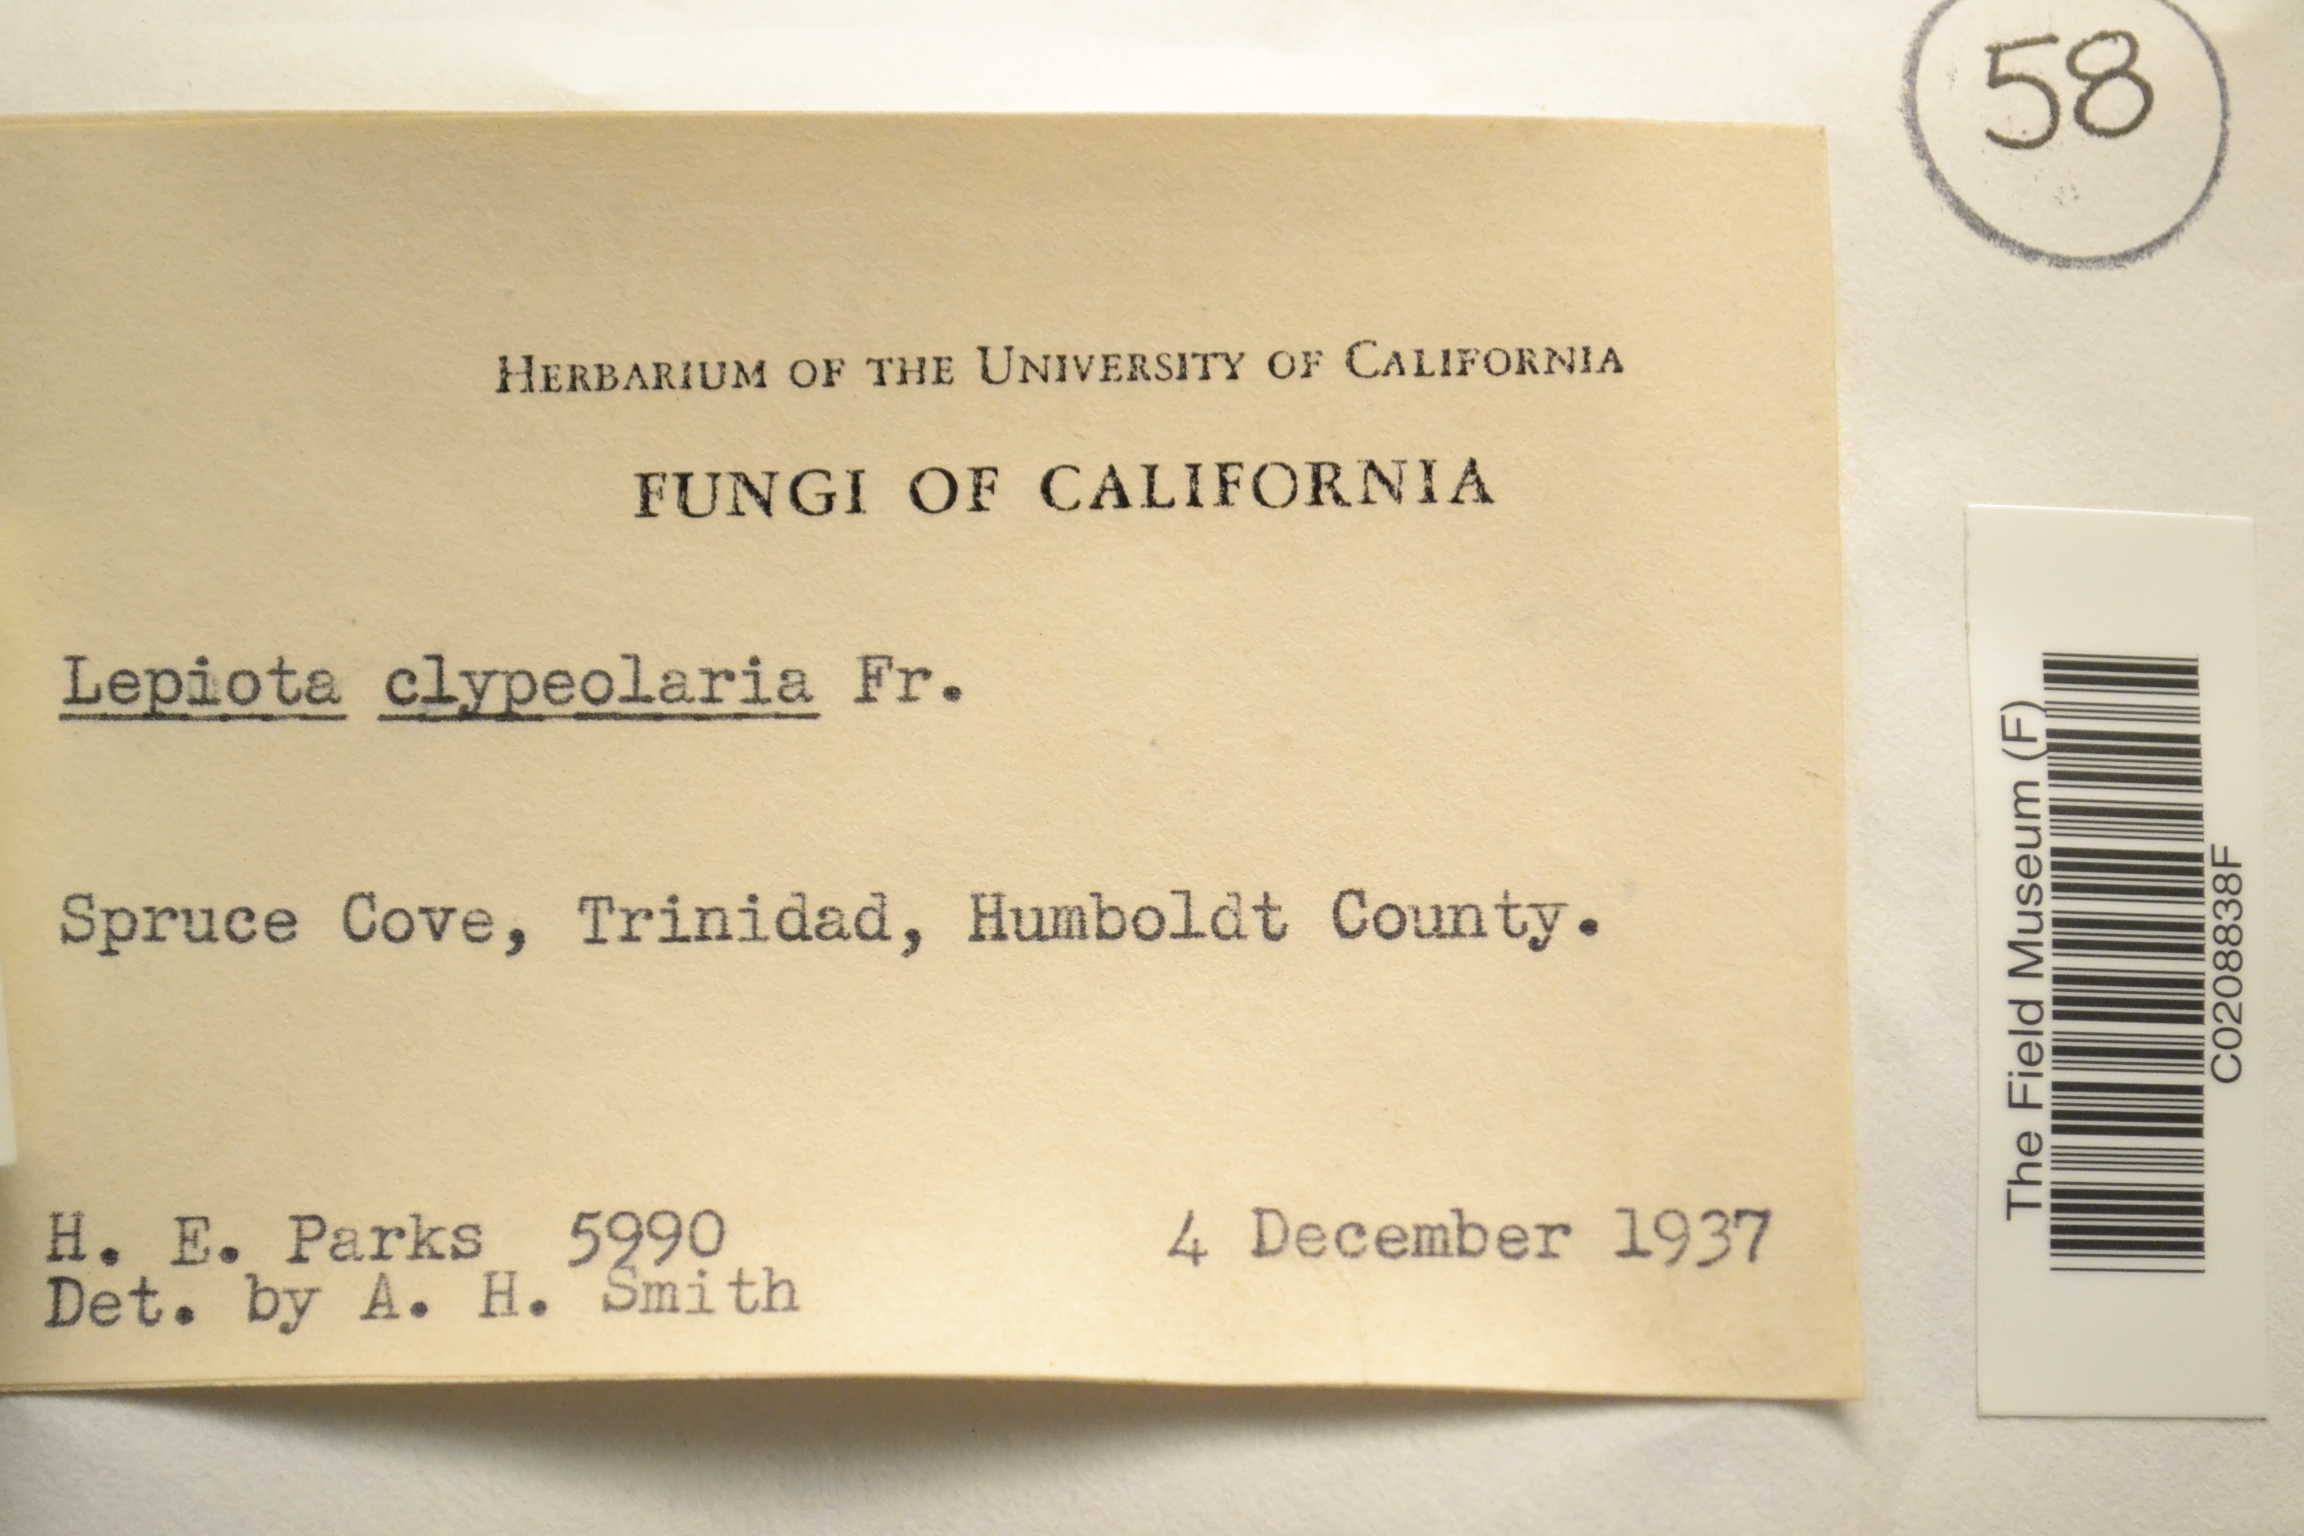 58
HERBARIUM OF THE UNIVERSITY OF CALIFORNIA
FUNGI OF CALIFORNIA
Lepiota clypeolaria Fr.
Spruce Cove, Trinidad, Humboldt County.
H. E. Parks 5990 4 December 1937
Det. by A. H. Smith
The Field Museum (F)
C0208838F